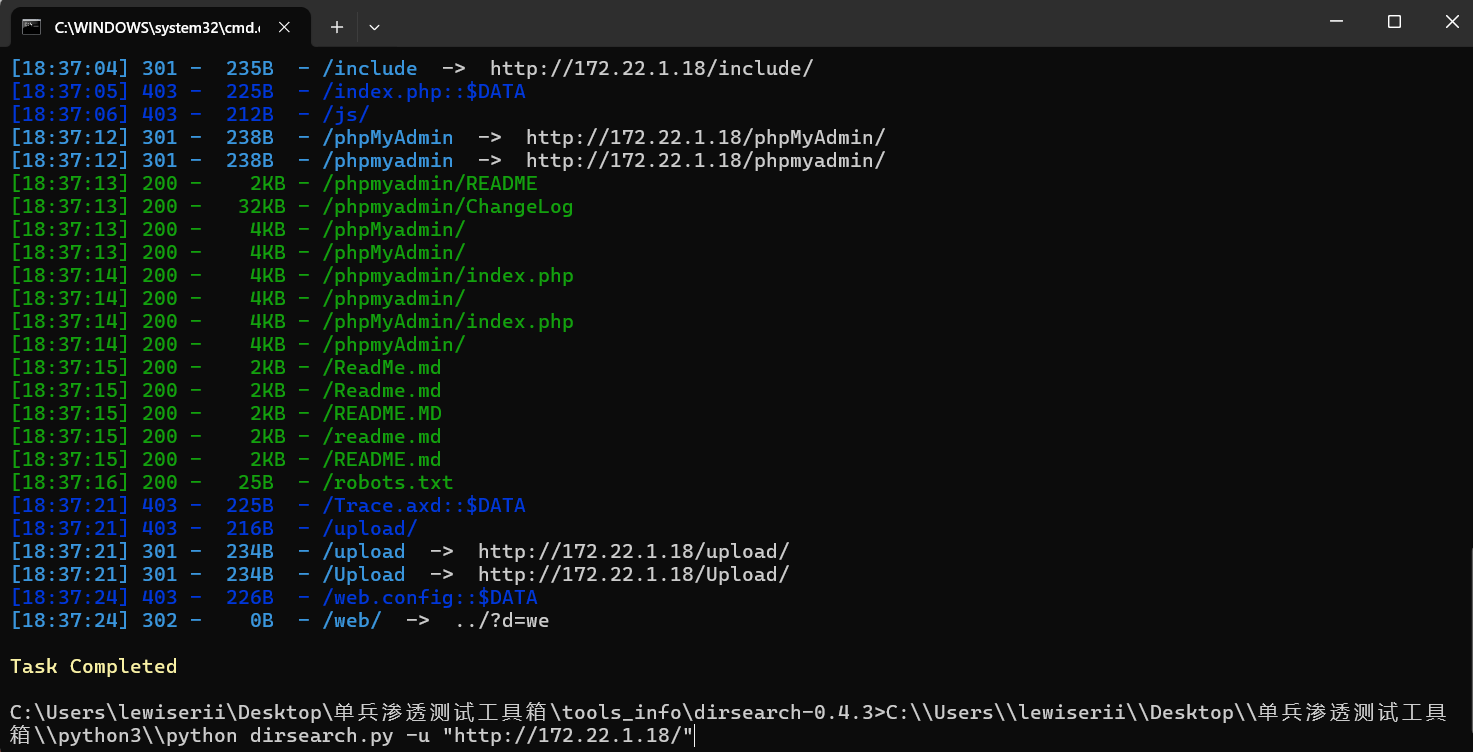 C:\WINDOWS\system32\cmd.e
[18:37:04] 301 -  235B  - /include  ->  http://172.22.1.18/include/
[18:37:05] 403 -  225B  - /index.php::$DATA
[18:37:06] 403 -  212B  - /js/
[18:37:12] 301 -  238B  - /phpMyAdmin  ->  http://172.22.1.18/phpMyAdmin/
[18:37:12] 301 -  238B  - /phpmyadmin  ->  http://172.22.1.18/phpmyadmin/
[18:37:13] 200 -    2KB - /phpmyadmin/README
[18:37:13] 200 -   32KB - /phpmyadmin/ChangeLog
[18:37:13] 200 -    4KB - /phpMyadmin/
[18:37:13] 200 -    4KB - /phpMyAdmin/
[18:37:14] 200 -    4KB - /phpmyadmin/index.php
[18:37:14] 200 -    4KB - /phpmyadmin/
[18:37:14] 200 -    4KB - /phpMyAdmin/index.php
[18:37:14] 200 -    4KB - /phpmyAdmin/
[18:37:15] 200 -    2KB - /ReadMe.md
[18:37:15] 200 -    2KB - /Readme.md
[18:37:15] 200 -    2KB - /README.MD
[18:37:15] 200 -    2KB - /readme.md
[18:37:15] 200 -    2KB - /README.md
[18:37:16] 200 -   25B  - /robots.txt
[18:37:21] 403 -  225B  - /Trace.axd::$DATA
[18:37:21] 403 -  216B  - /upload/
[18:37:21] 301 -  234B  - /upload  ->  http://172.22.1.18/upload/
[18:37:21] 301 -  234B  - /Upload  ->  http://172.22.1.18/Upload/
[18:37:24] 403 -  226B  - /web.config::$DATA
[18:37:24] 302 -    0B  - /web/  ->  ../?d=we
Task Completed
C:\Users\lewiserii\Desktop\单兵渗透测试工具箱\tools_info\dirsearch-0.4.3>C:\\Users\\lewiserii\\Desktop\\单兵渗透测试工具
箱\\python3\\python dirsearch.py -u "http://172.22.1.18/"